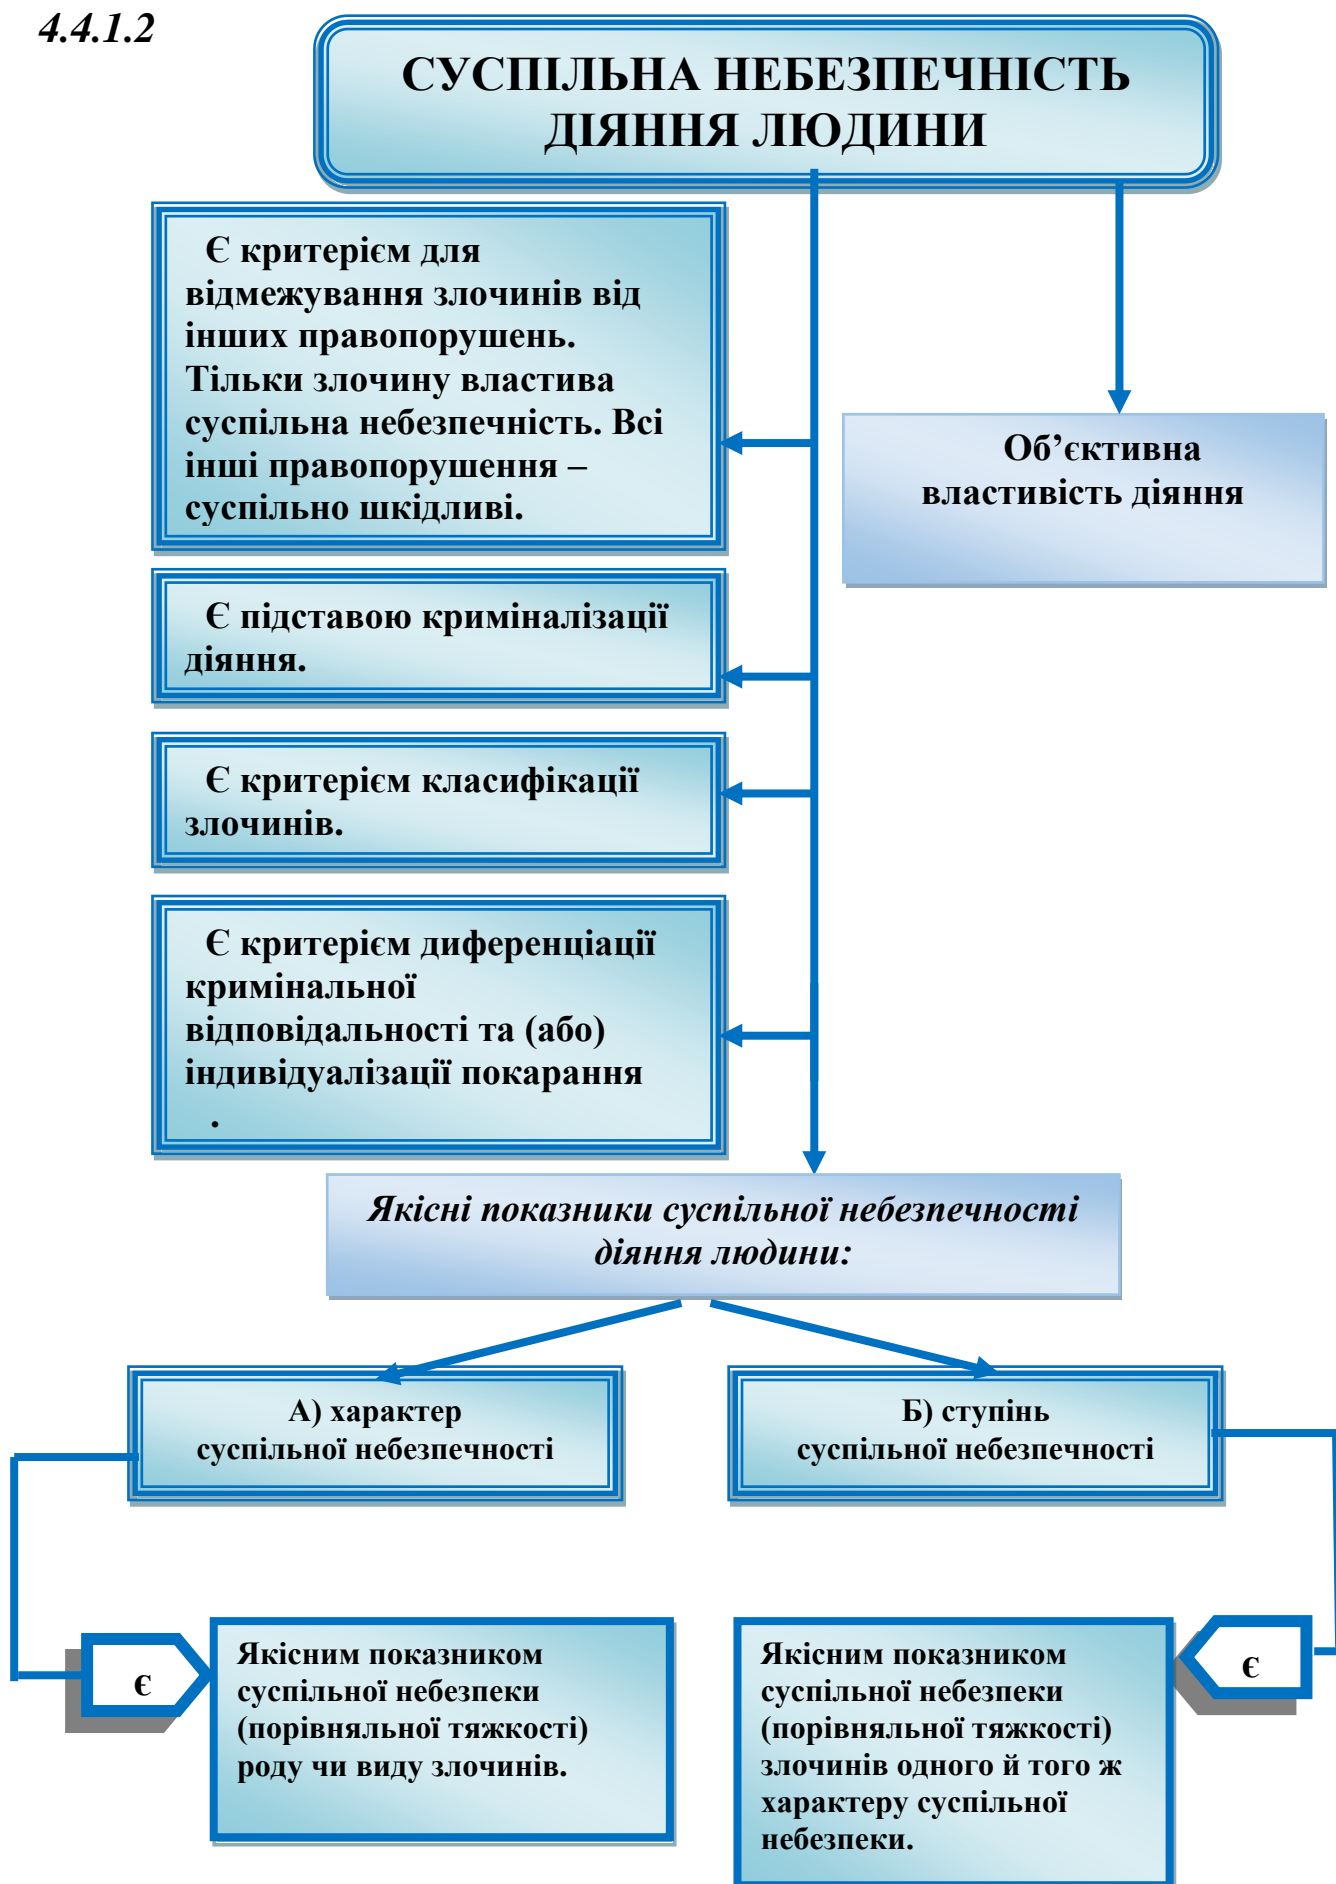 4.4.1.2
СУСПІЛЬНА НЕБЕЗПЕЧНІСТЬ
ДІЯННЯ ЛЮДИНИ
Є критерієм для
відмежування злочинів від
інших правопорушень.
Тільки злочину властива
суспільна небезпечність. Всі
інші правопорушення –
суспільно шкідливі.
Об’єктивна
властивість діяння
Є підставою криміналізації
діяння.
Є критерієм класифікації
злочинів.
Є критерієм диференціації
кримінальної
відповідальності та (або)
індивідуалізації покарання
.
Якісні показники суспільної небезпечності
діяння людини:
А) характер
суспільної небезпечності
Б) ступінь
суспільної небезпечності
є
Якісним показником
суспільної небезпеки
(порівняльної тяжкості)
роду чи виду злочинів.
Якісним показником
суспільної небезпеки
(порівняльної тяжкості)
злочинів одного й того ж
характеру суспільної
небезпеки.
є